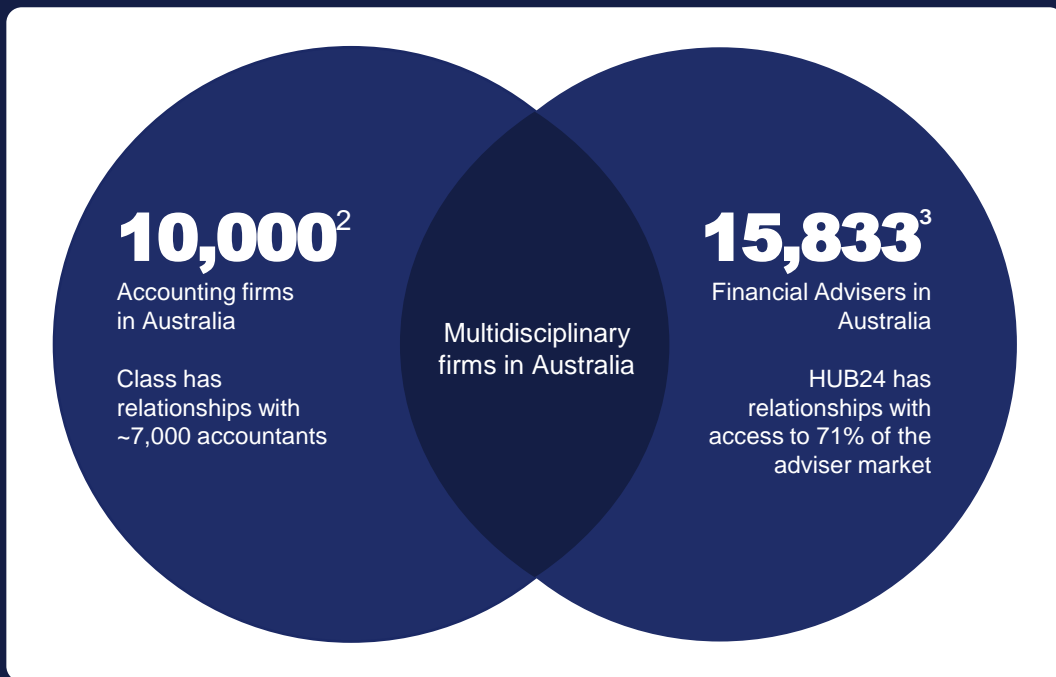 10,000²
Accounting firms
in Australia
Class has
relationships with
~7,000 accountants
Multidisciplinary
firms in Australia
15,833³
Financial Advisers in
Australia
HUB24 has
relationships with
access to 71% of the
adviser market